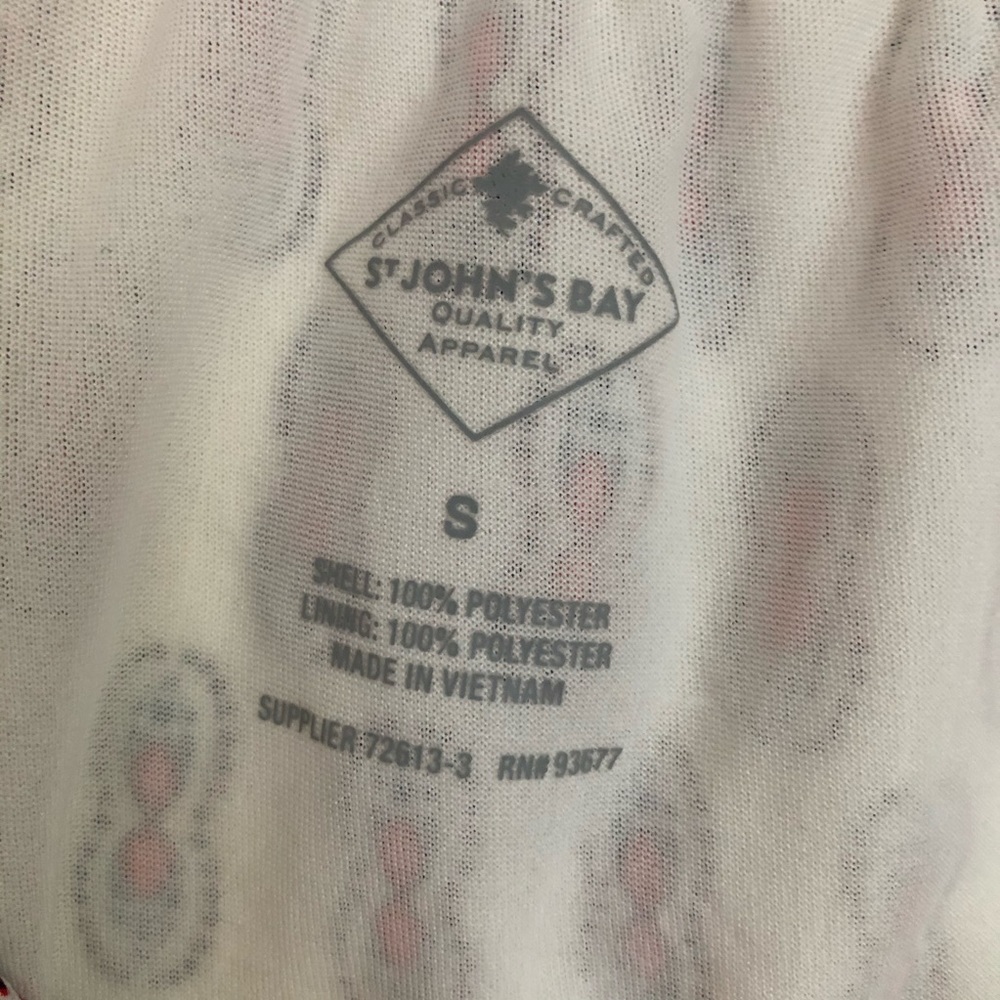 CLASSIC CRAFTED
ST JOHN'S BAY
QUALITY
APPAREL
S
SHELL: 100% POLYESTER
LINING: 100% POLYESTER
MADE IN VIETNAM
SUPPLIER 72613-3 RN# 93677